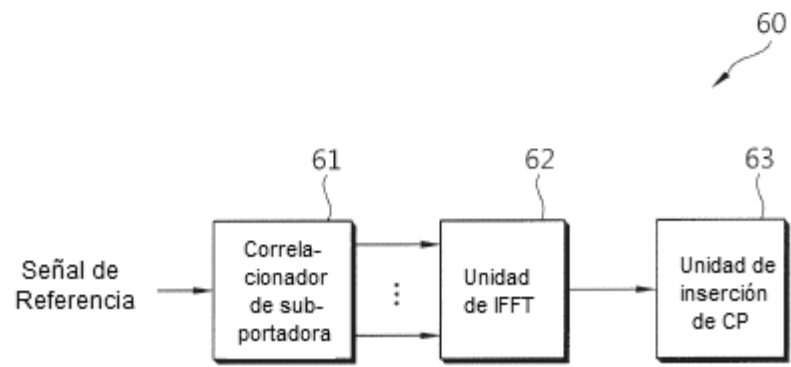 60
61
62
63
Señal de
Referencia
Correla-
cionador
de sub-
portadora
Unidad
de IFFT
Unidad de
inserción
de CP